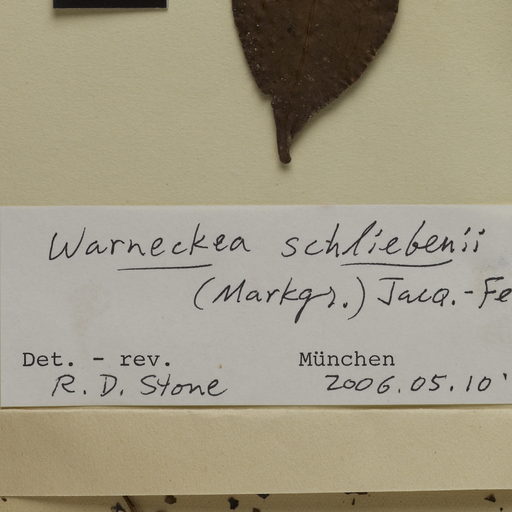 Warneckea schliebenii
(Markgr.) Jacq.-Fe
Det. - rev. München
R. D. Stone 2006.05.10